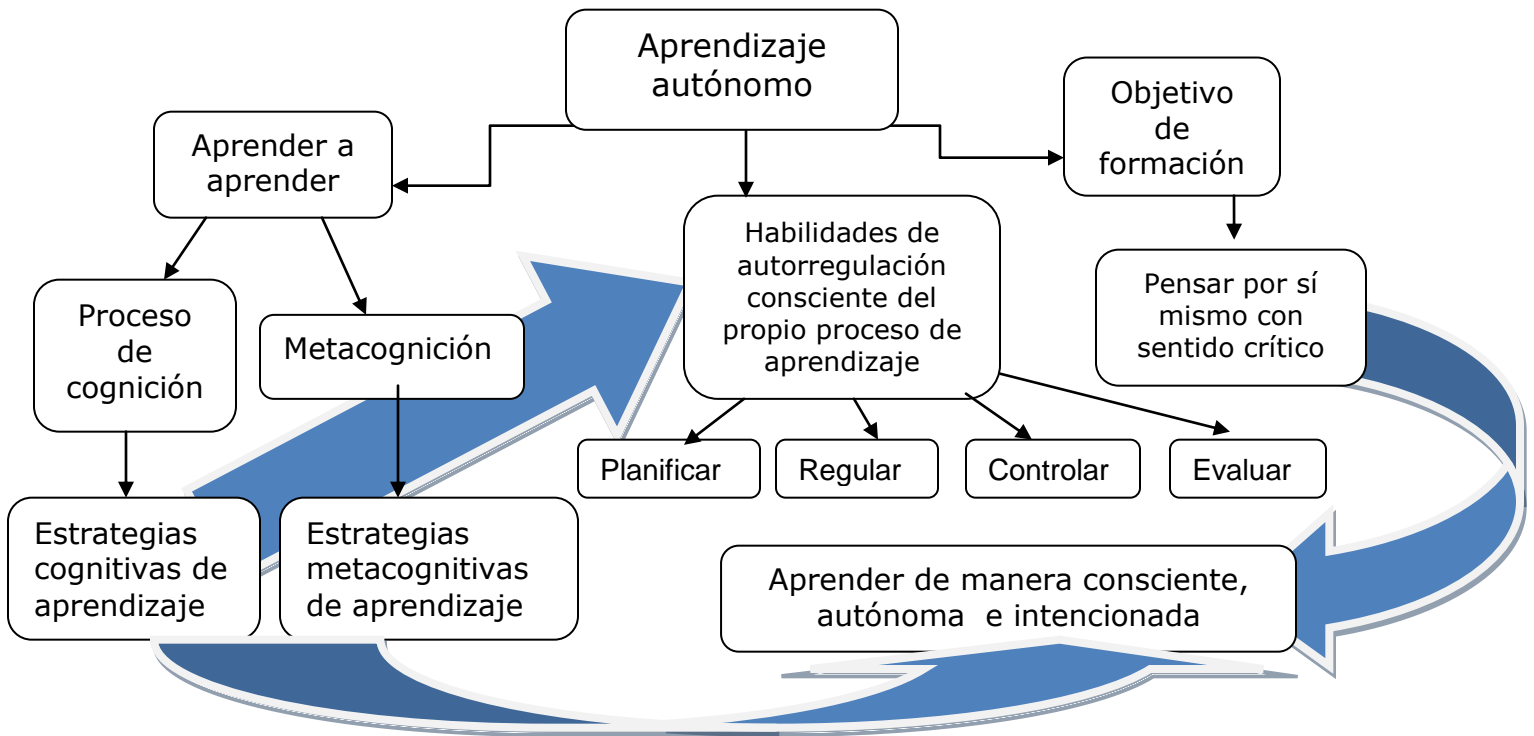 Aprendizaje
autónomo
Objetivo
de
formación
Aprender a
aprender
Habilidades de
autorregulación
consciente del
propio proceso de
aprendizaje
Pensar por sí
mismo con
sentido crítico
Proceso
de
cognición
Metacognición
Planificar
Regular
Controlar
Evaluar
Estrategias
cognitivas de
aprendizaje
Estrategias
metacognitivas
de aprendizaje
Aprender de manera consciente,
autónoma e intencionada